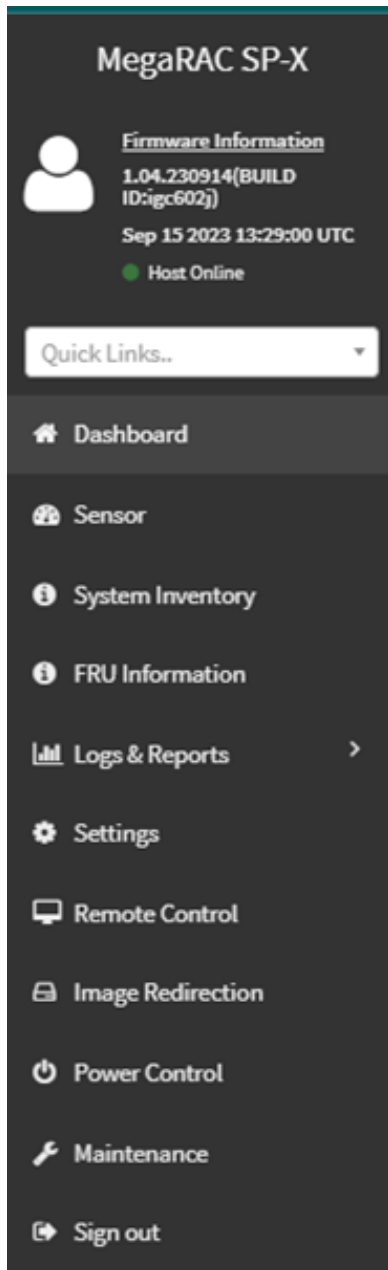 MegaRAC SP-X
Firmware Information
1.04.230914(BUILD
ID:igc602j)
Sep 15 2023 13:29:00 UTC
Host Online
Quick Links..
Dashboard
Sensor
System Inventory
FRU Information
Logs & Reports
Settings
Remote Control
Image Redirection
Power Control
Maintenance
Sign out